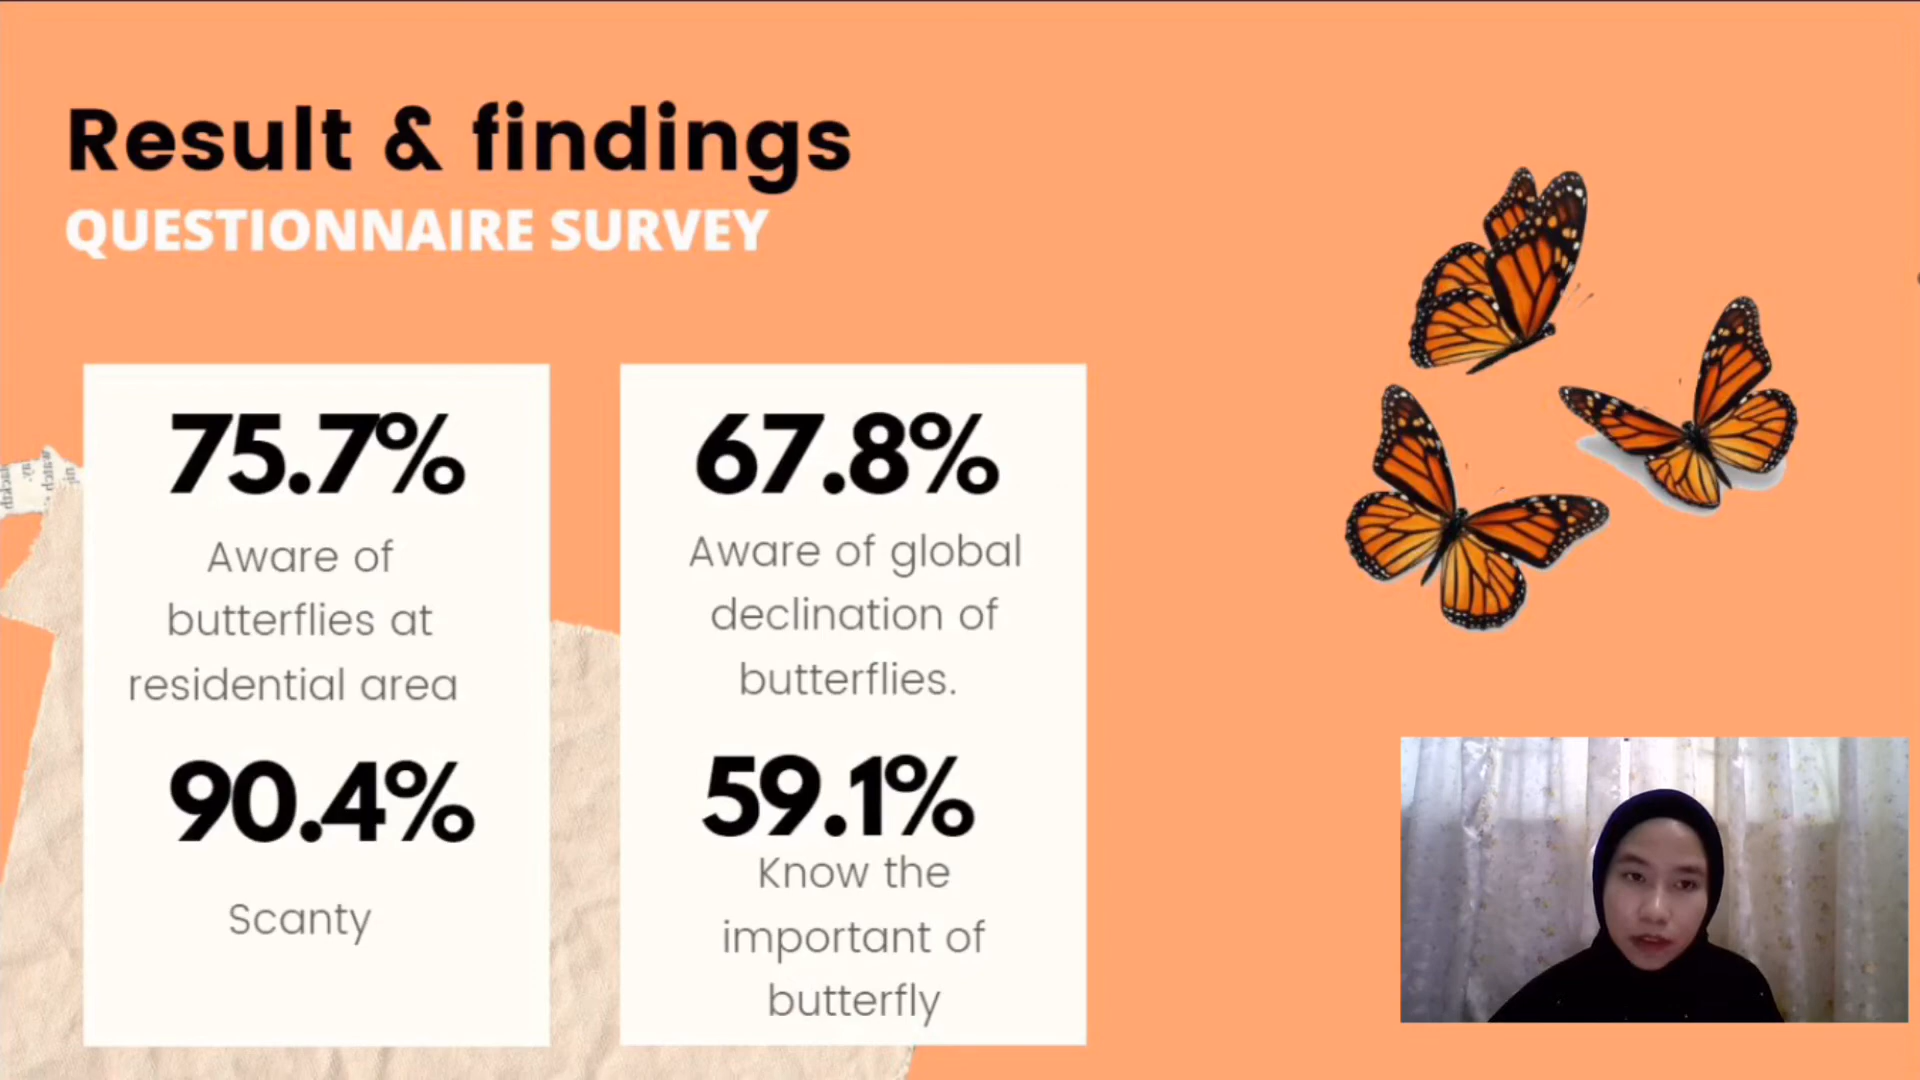 Result & findings
QUESTIONNAIRE SURVEY
75.7%
Aware of
butterflies at
residential area
90.4%
Scanty
67.8%
Aware of global
declination of
butterflies.
59.1%
Know the
important of
butterfly